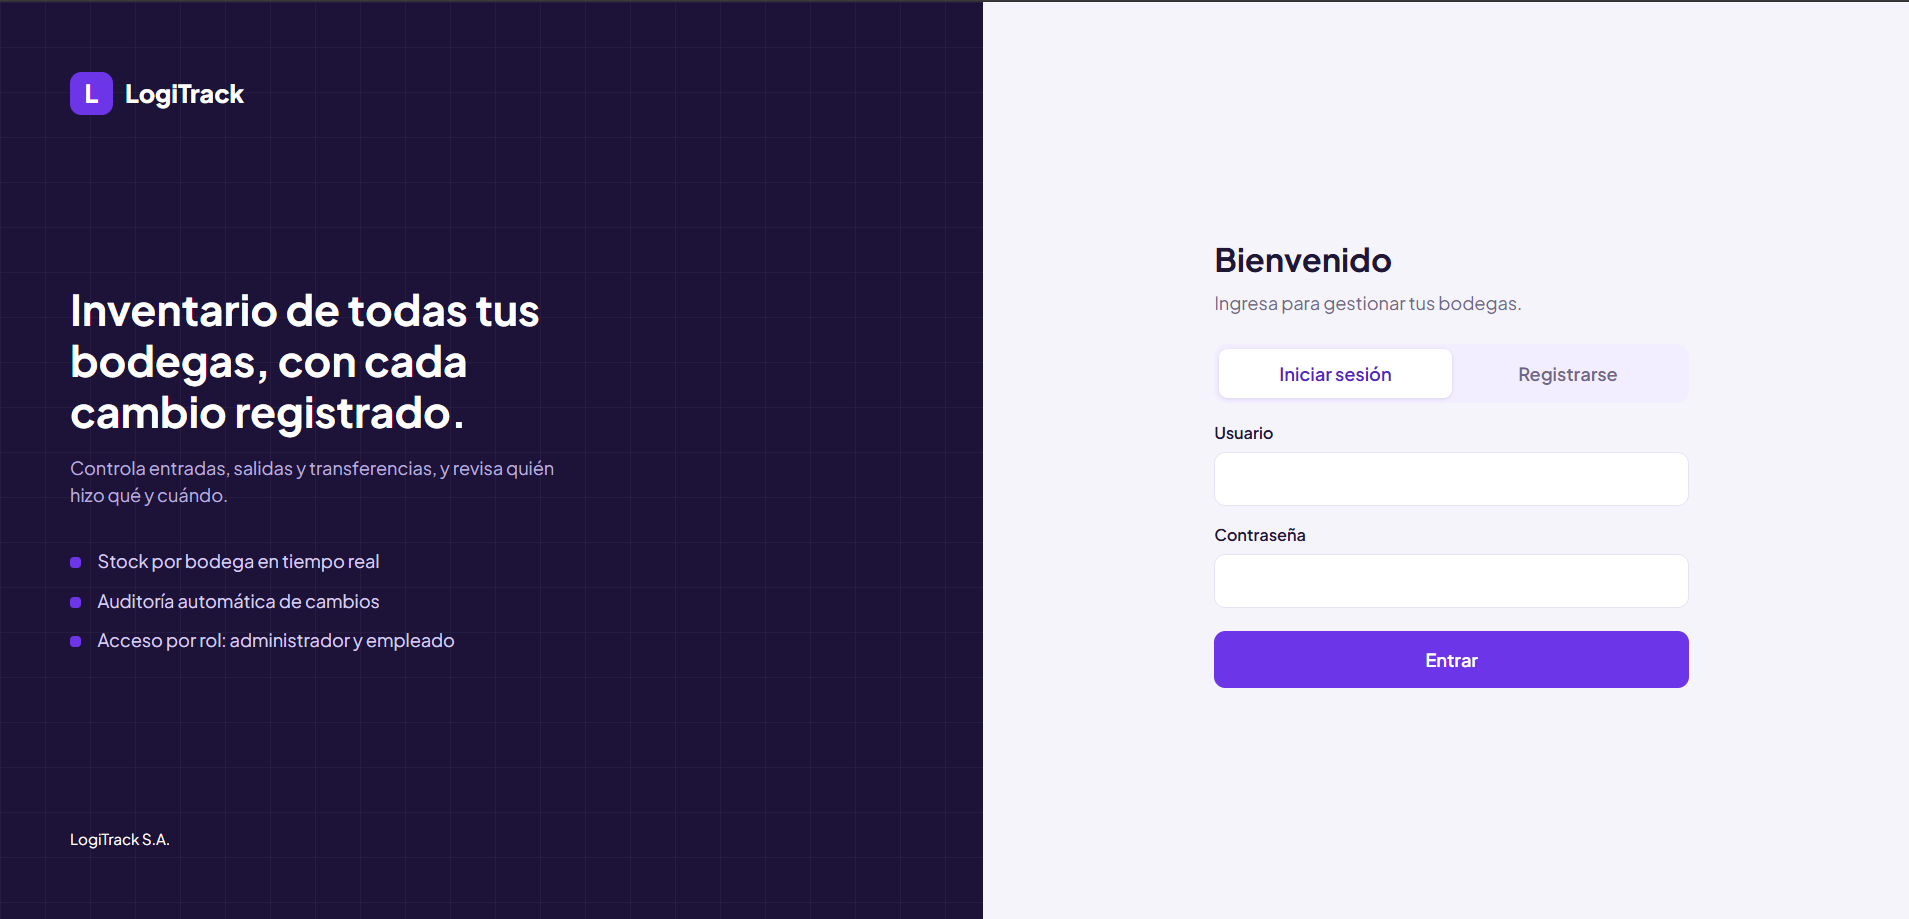 L LogiTrack
Inventario de todas tus
bodegas, con cada
cambio registrado.
Controla entradas, salidas y transferencias, y revisa quién
hizo qué y cuándo.
Stock por bodega en tiempo real
Auditoría automática de cambios
Acceso por rol: administrador y empleado
LogiTrack S.A.
Bienvenido
Ingresa para gestionar tus bodegas.
Iniciar sesión Registrarse
Usuario
Contraseña
Entrar